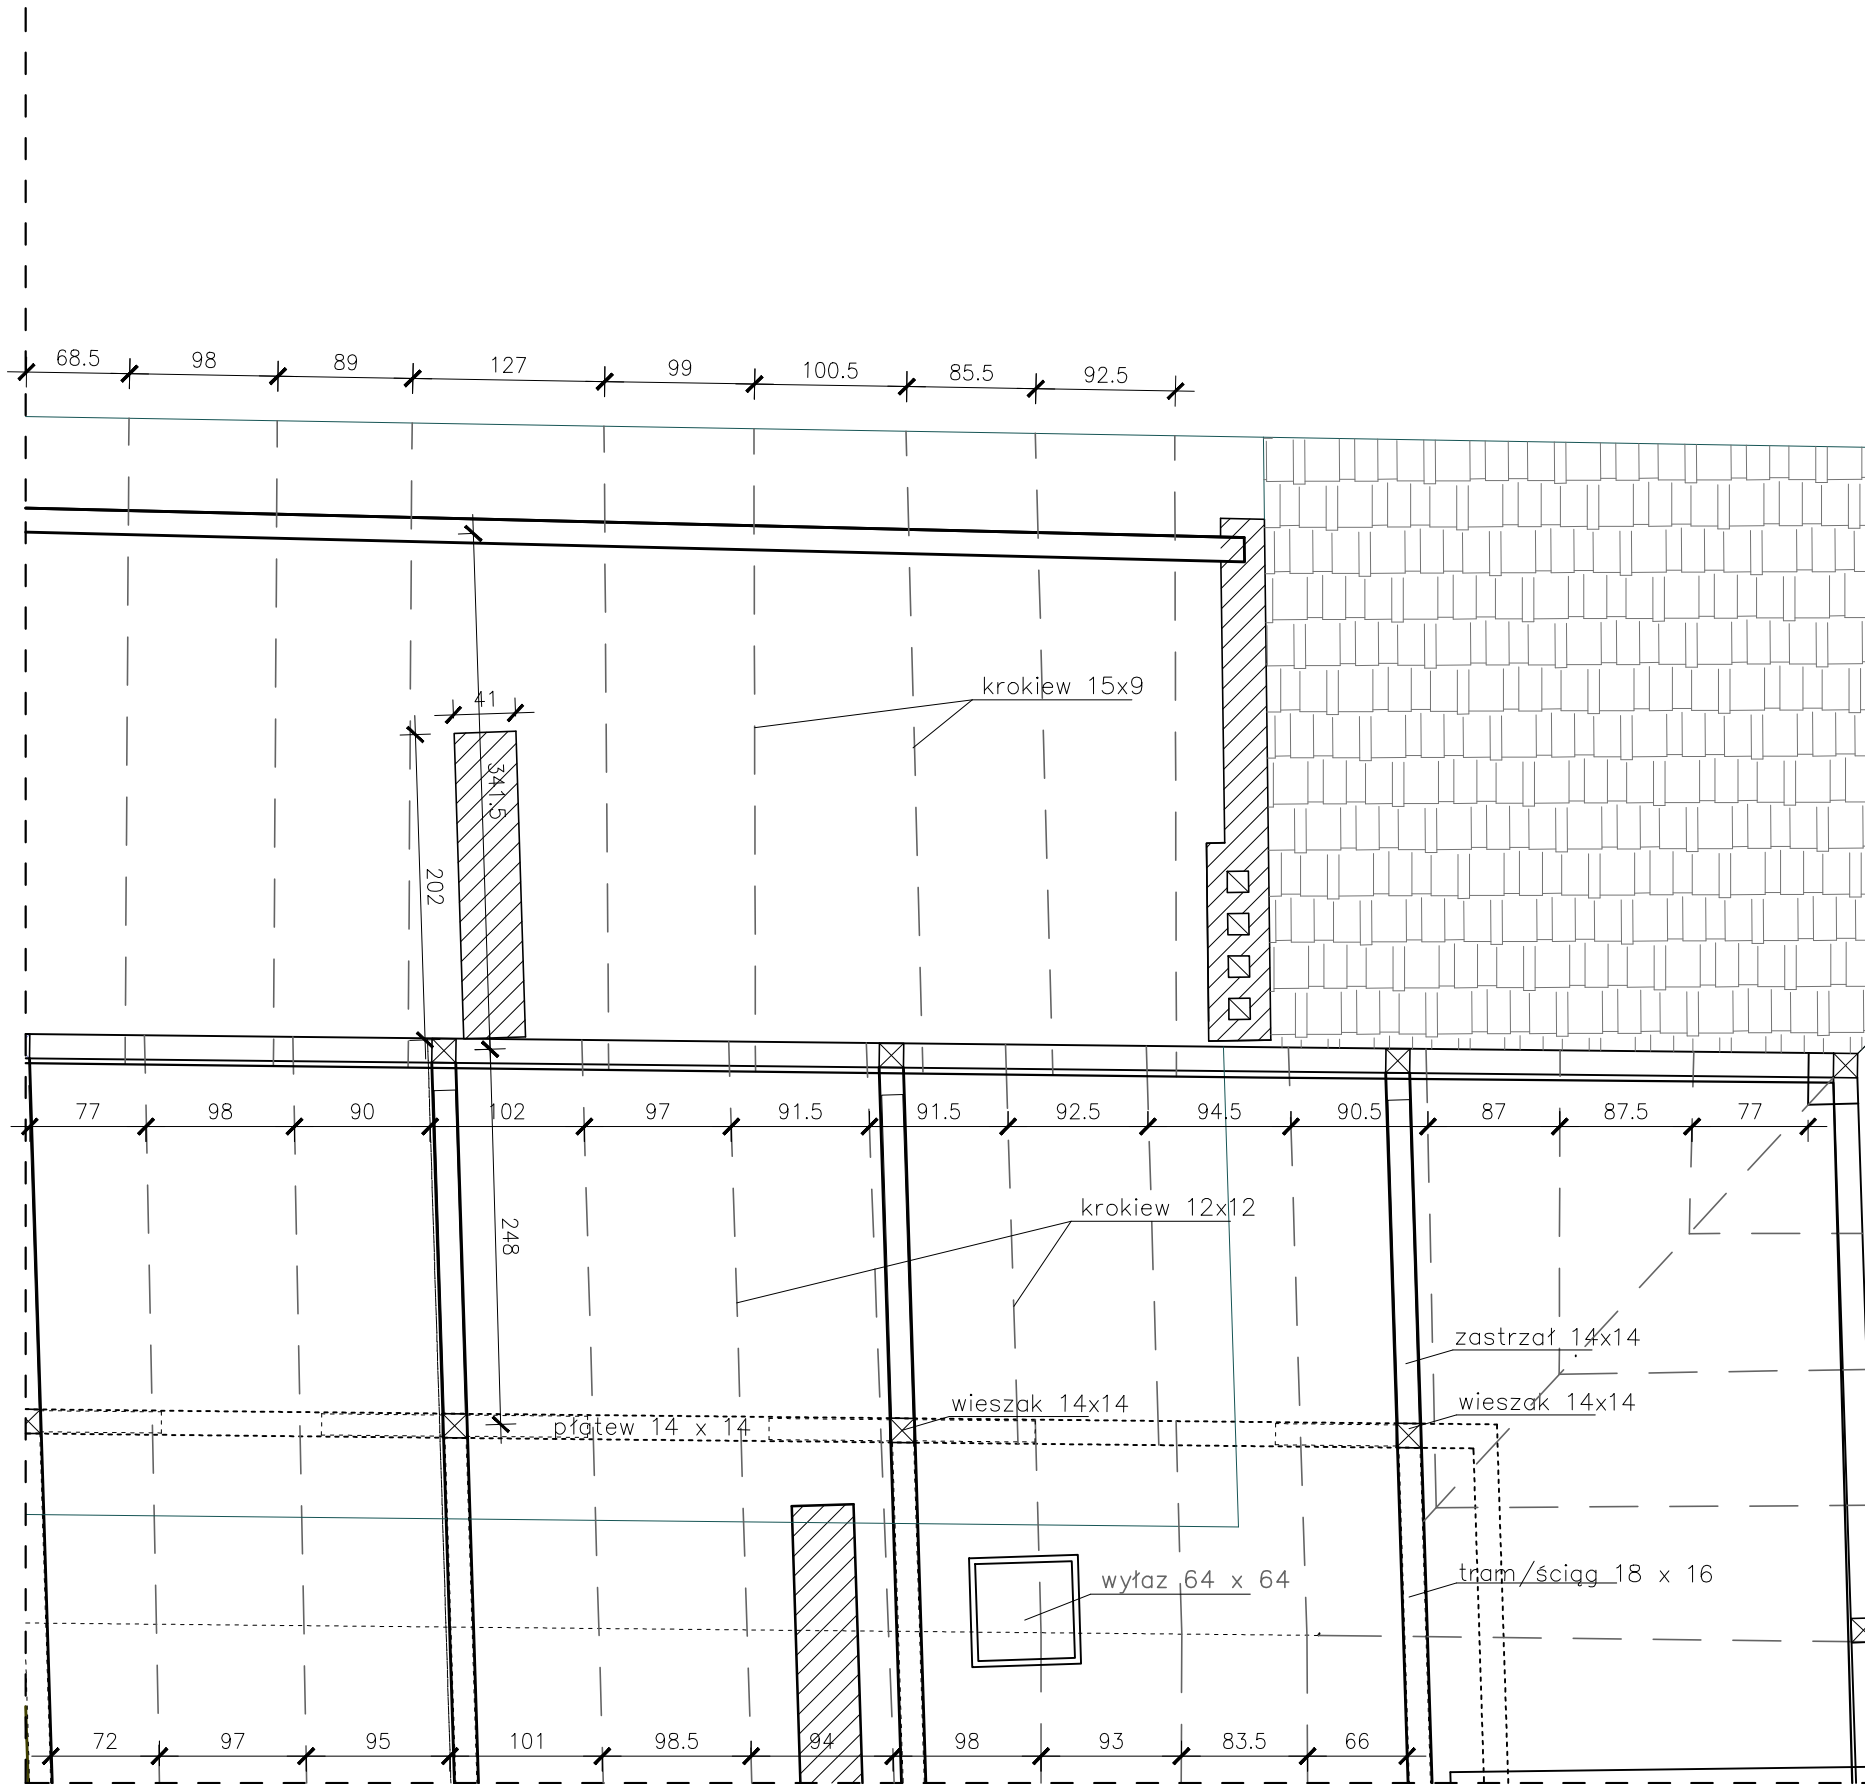 68.5 98 89 127 99 100.5 85.5 92.5
krokiew 15x9
41
341.5
202
77 98 90 102 97 91.5 91.5 92.5 94.5 90.5 87 87.5 77
krokiew 12x12
248
zastrzał 14x14
wieszak 14x14
wieszak 14x14
płatew 14 x 14
tram/ściąg 18 x 16
wyłaz 64 x 64
72 97 95 101 98.5 94 98 93 83.5 66